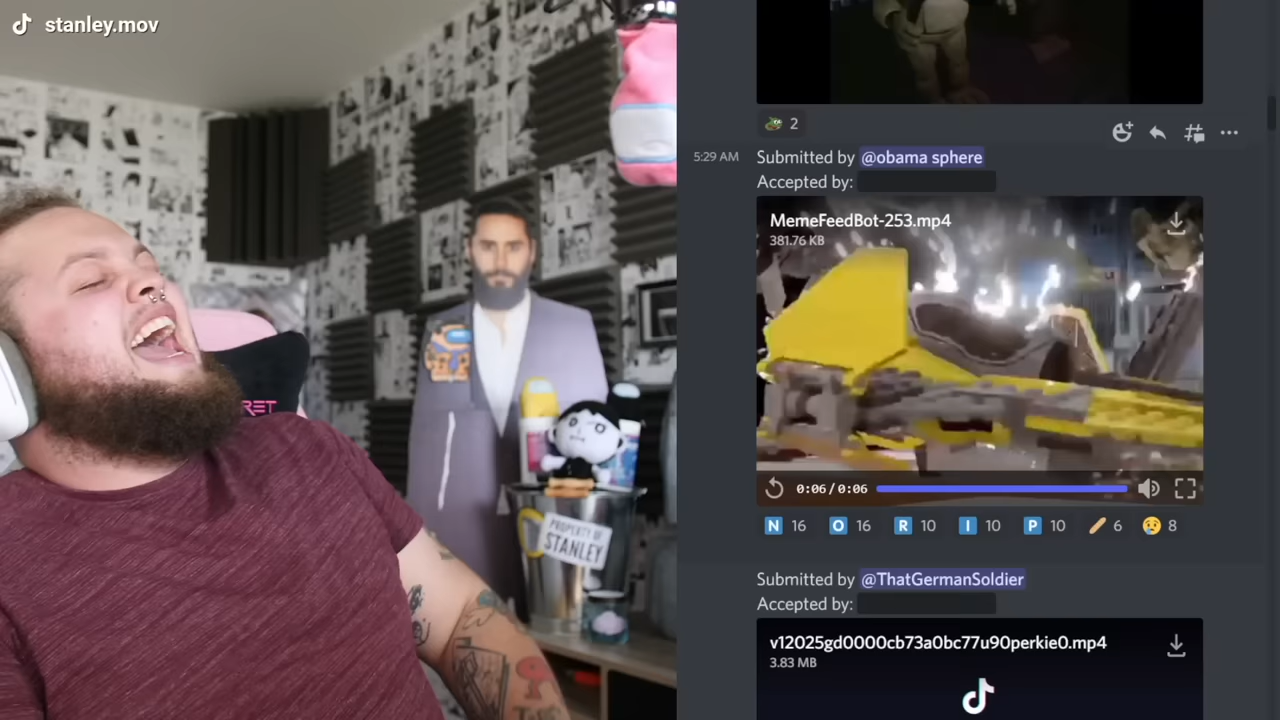 stanley.mov
RET
PROPERTY OF
STANLEY
2
5:29 AM
Submitted by @obama sphere
Accepted by:
MemeFeedBot-253.mp4
381.76 KB
0:06/0:06
N 16 O 16 R 10 I 10 P 10 6 8
Submitted by @ThatGermanSoldier
Accepted by:
v12025gd0000cb73a0bc77u90perkie0.mp4
3.83 MB